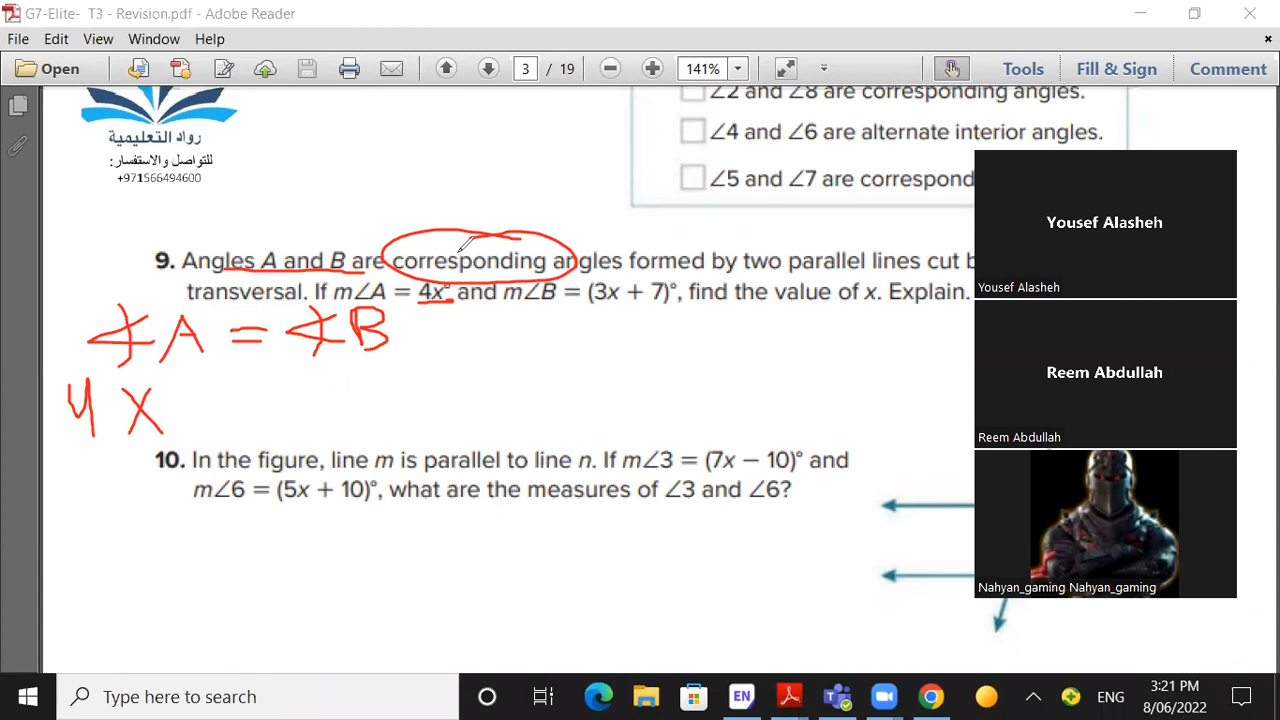 G7-Elite- T3 - Revision.pdf - Adobe Reader
File Edit View Window Help
Open 3 / 19 141% Tools Fill & Sign Comment
رواد التعليمية
للتواصل والاستفسار:
+971566494600
∠2 and ∠8 are corresponding angles.
∠4 and ∠6 are alternate interior angles.
∠5 and ∠7 are correspond
9. Angles A and B are corresponding angles formed by two parallel lines cut b
transversal. If m∠A = 4x° and m∠B = (3x + 7)°, find the value of x. Explain.
∢A = ∢B
4 X
10. In the figure, line m is parallel to line n. If m∠3 = (7x − 10)° and
m∠6 = (5x + 10)°, what are the measures of ∠3 and ∠6?
Yousef Alasheh
Yousef Alasheh
Reem Abdullah
Reem Abdullah
Nahyan_gaming Nahyan_gaming
Type here to search
EN
ENG
3:21 PM
8/06/2022